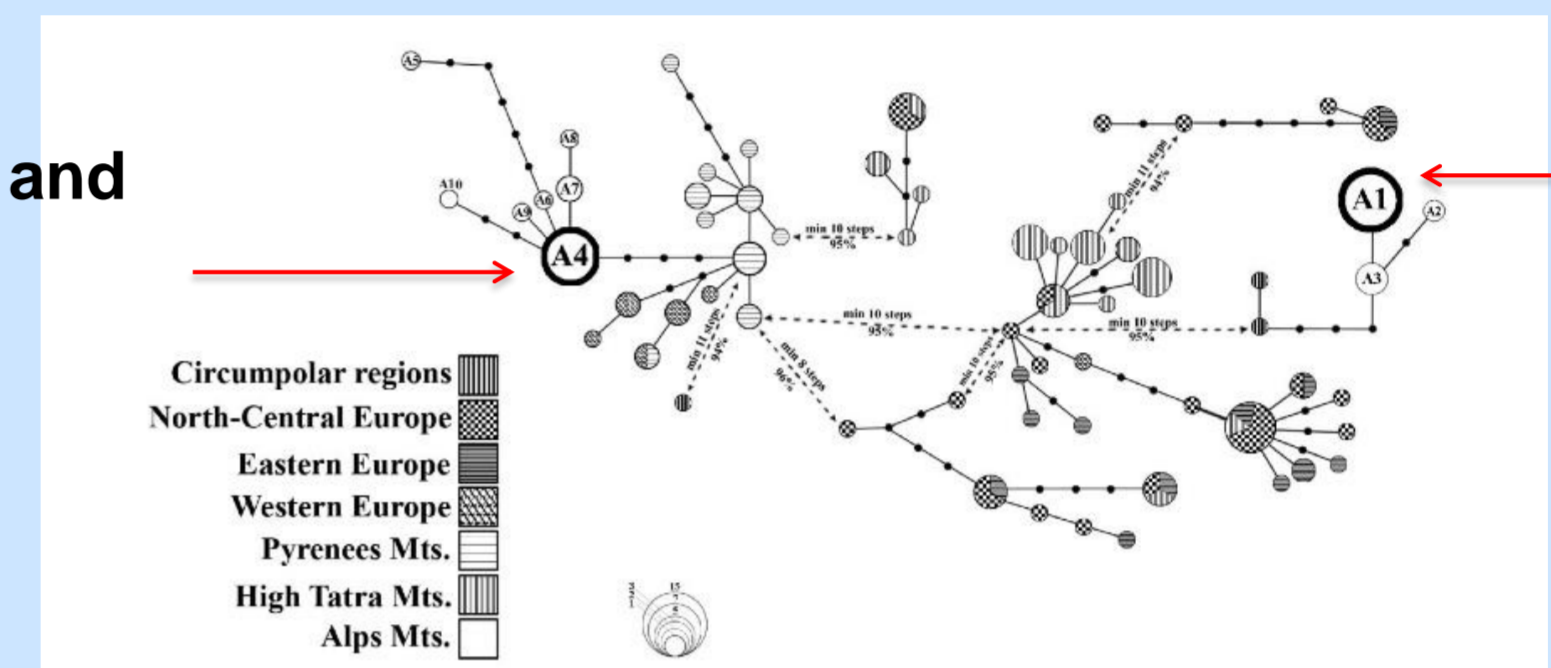 and
A5
A8
A10
A7
A6
A9
A4
min 10 steps
95%
min 11 steps
94%
A1
A2
A3
min 10 steps
95%
min 10 steps
95%
min 11 steps
94%
min 8 steps
96%
min 10 steps
95%
Circumpolar regions
North-Central Europe
Eastern Europe
Western Europe
Pyrenees Mts.
High Tatra Mts.
Alps Mts.
15